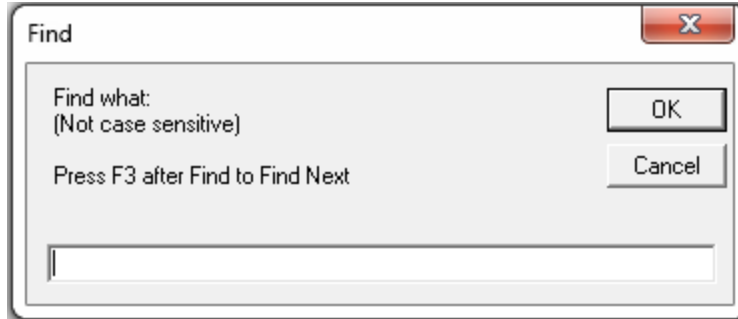 Find
Find what:
(Not case sensitive)
Press F3 after Find to Find Next
OK
Cancel